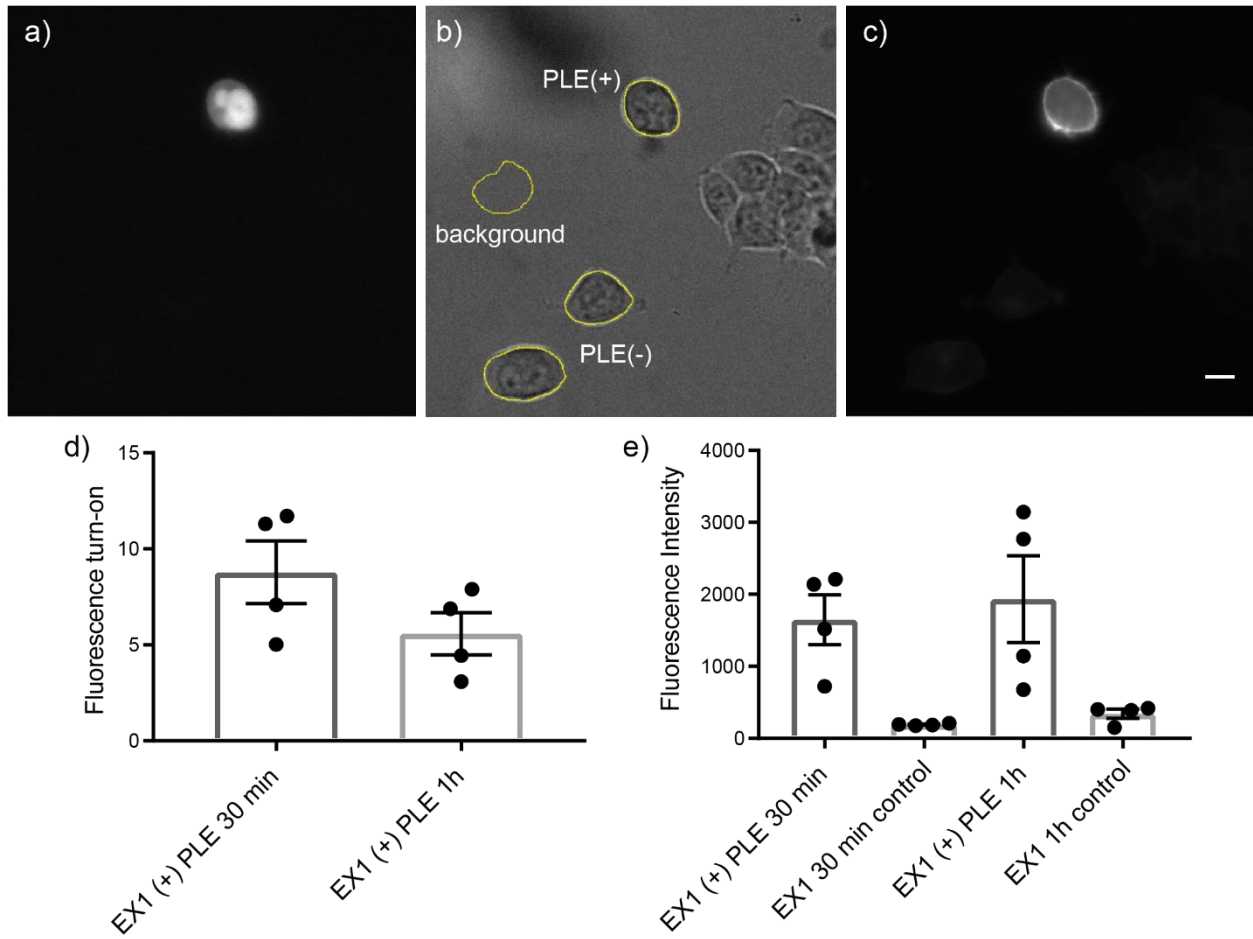 a)
b)
c)
PLE(+)
background
PLE(-)
d)
Fluorescence turn-on
15
10
5
0
EX1 (+) PLE 30 min
EX1 (+) PLE 1h
e)
Fluorescence Intensity
4000
3000
2000
1000
0
EX1 (+) PLE 30 min
EX1 30 min control
EX1 (+) PLE 1h
EX1 1h control